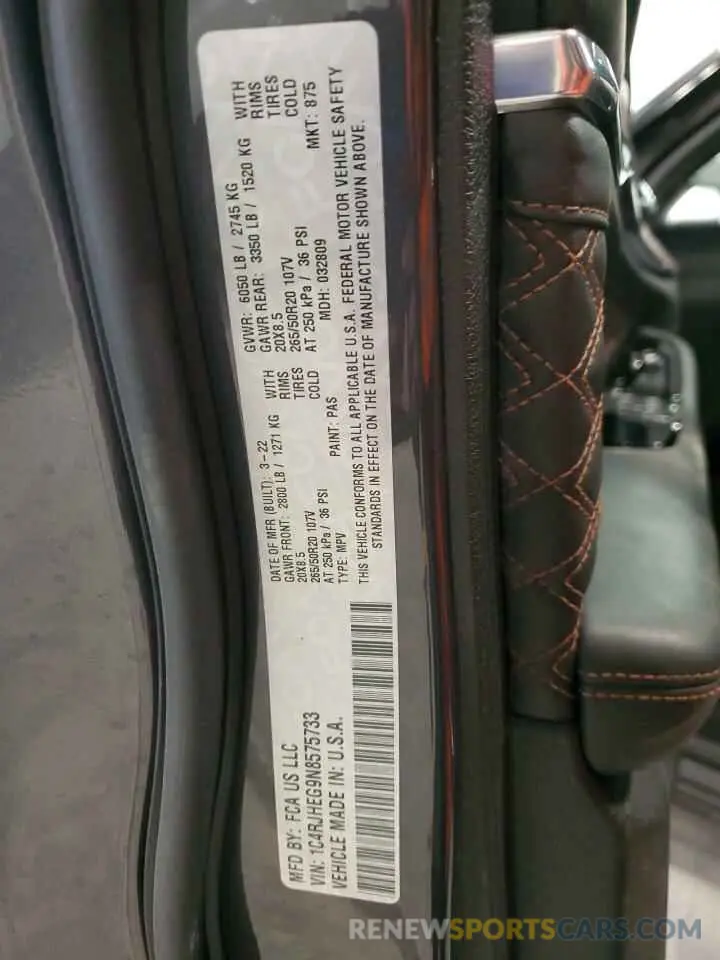 MFD BY: FCA US LLC
VIN: 1C4RJHEG9N8575733
VEHICLE MADE IN: U.S.A.
DATE OF MFR (BUILT): 3-22
GAWR FRONT: 2800 LB / 1271 KG WITH
20X8.5 RIMS
265/50R20 107V TIRES
AT 250 kPa / 36 PSI COLD
TYPE: MPV PAINT: PAS
GVWR: 6050 LB / 2745 KG
GAWR REAR: 3350 LB / 1520 KG WITH
20X8.5 RIMS
265/50R20 107V TIRES
AT 250 kPa / 36 PSI COLD
MDH: 032809 MKT: 875
THIS VEHICLE CONFORMS TO ALL APPLICABLE U.S.A. FEDERAL MOTOR VEHICLE SAFETY
STANDARDS IN EFFECT ON THE DATE OF MANUFACTURE SHOWN ABOVE.
RENEWSPORTSCARS.COM